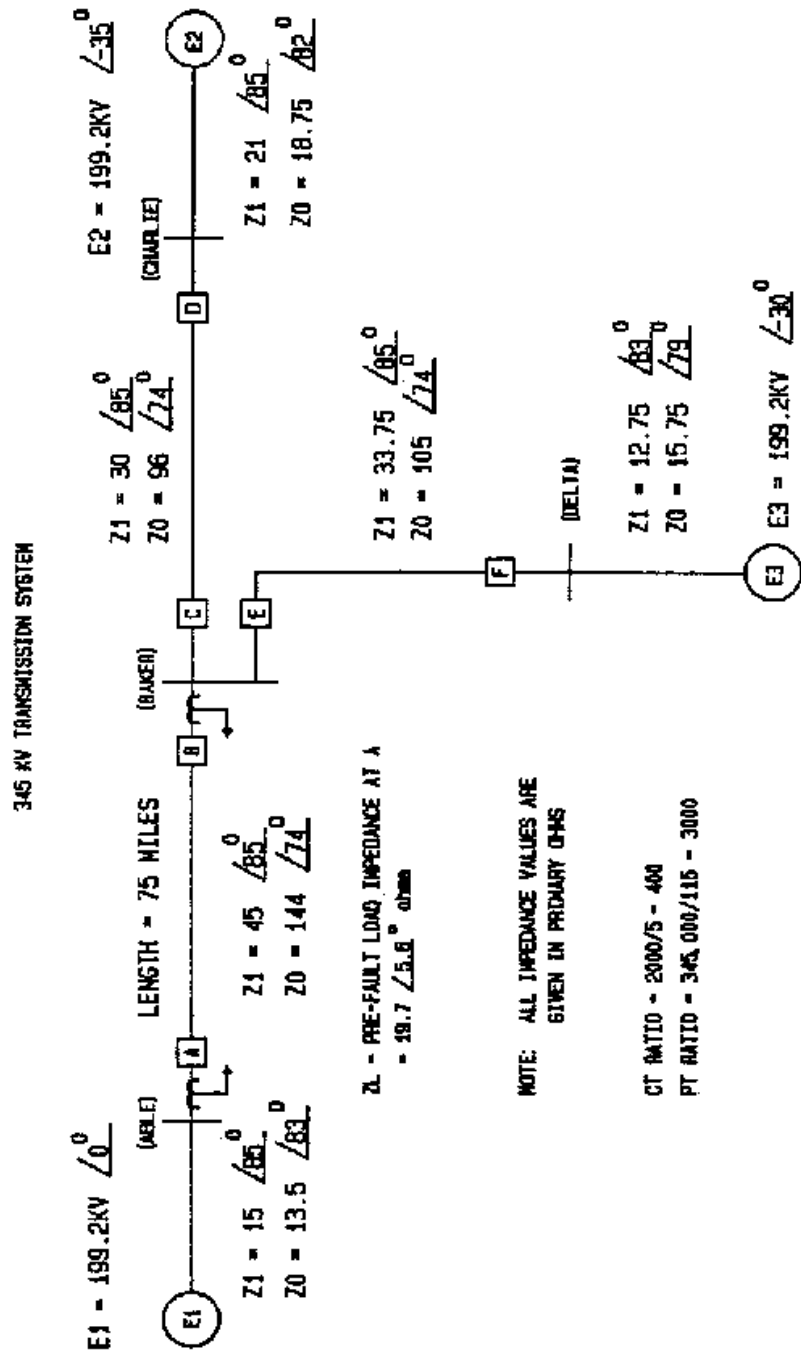 345 KV TRANSMISSION SYSTEM
E1 = 199.2KV /0°
E2 = 199.2KV /-35°
(ABLE)
LENGTH = 75 MILES
(BAKER)
(CHARLIE)
E1
A
B
C
D
E2
E
Z1 = 15 /85°
Z0 = 13.5 /83°
Z1 = 45 /85°
Z0 = 144 /74°
Z1 = 30 /85°
Z0 = 96 /74°
Z1 = 21 /85°
Z0 = 18.75 /82°
Z1 = 33.75 /85°
Z0 = 105 /74°
F
(DELTA)
Z1 = 12.75 /83°
Z0 = 15.75 /79°
E3
E3 = 199.2KV /-30°
ZL - PRE-FAULT LOAD IMPEDANCE AT A
= 19.7 /5.6° ohms
NOTE: ALL IMPEDANCE VALUES ARE
GIVEN IN PRIMARY OHMS
CT RATIO - 2000/5 - 400
PT RATIO - 345,000/115 - 3000